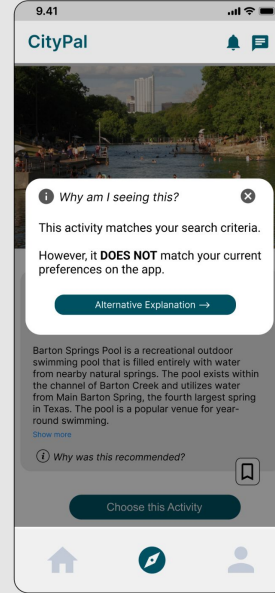 9.41
CityPal
Why am I seeing this?
This activity matches your search criteria.
However, it DOES NOT match your current
preferences on the app.
Alternative Explanation →
Barton Springs Pool is a recreational outdoor
swimming pool that is filled entirely with water
from nearby natural springs. The pool exists within
the channel of Barton Creek and utilizes water
from Main Barton Spring, the fourth largest spring
in Texas. The pool is a popular venue for year-
round swimming.
Show more
Why was this recommended?
Choose this Activity